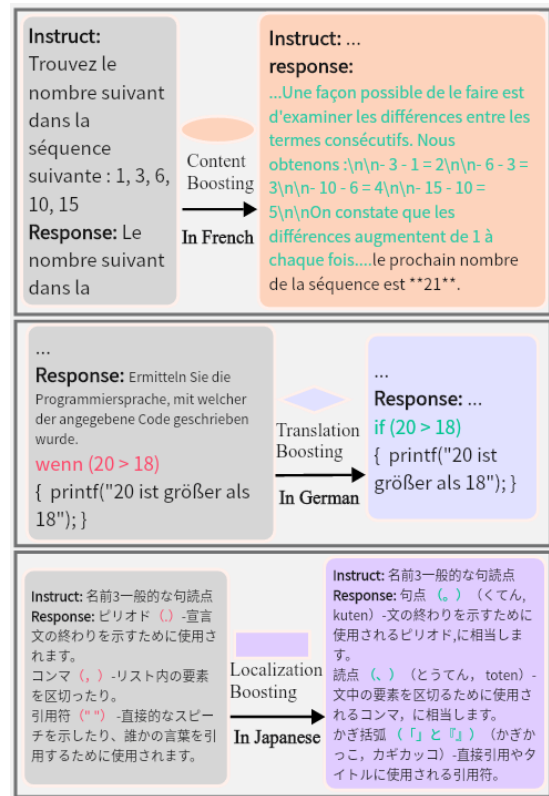 Instruct:
Trouvez le
nombre suivant
dans la
séquence
suivante : 1, 3, 6,
10, 15
Response: Le
nombre suivant
dans la
Content
Boosting
In French
Instruct: ...
response:
...Une façon possible de le faire est
d'examiner les différences entre les
termes consécutifs. Nous
obtenons :\n\n- 3 - 1 = 2\n\n- 6 - 3 =
3\n\n- 10 - 6 = 4\n\n- 15 - 10 =
5\n\nOn constate que les
différences augmentent de 1 à
chaque fois....le prochain nombre
de la séquence est **21**.
...
Response: Ermitteln Sie die
Programmiersprache, mit welcher
der angegebene Code geschrieben
wurde.
wenn (20 > 18)
{ printf("20 ist größer als
18"); }
Translation
Boosting
In German
...
Response: ...
if (20 > 18)
{ printf("20 ist
größer als 18"); }
Instruct: 名前3一般的な句読点
Response: ピリオド（.）-宣言
文の終わりを示すために使用さ
れます。
コンマ（，）-リスト内の要素
を区切ったり。
引用符（" "） -直接的なスピー
チを示したり、誰かの言葉を引
用するために使用されます。
Localization
Boosting
In Japanese
Instruct: 名前3一般的な句読点
Response: 句点 （。）（くてん,
kuten）-文の終わりを示すために
使用されるピリオド,に相当しま
す。
読点（、）（とうてん， toten）-
文中の要素を区切るために使用さ
れるコンマ，に相当します。
かぎ括弧 （「」と『』）（かぎか
っこ，カギカッコ）-直接引用やタ
イトルに使用される引用符。